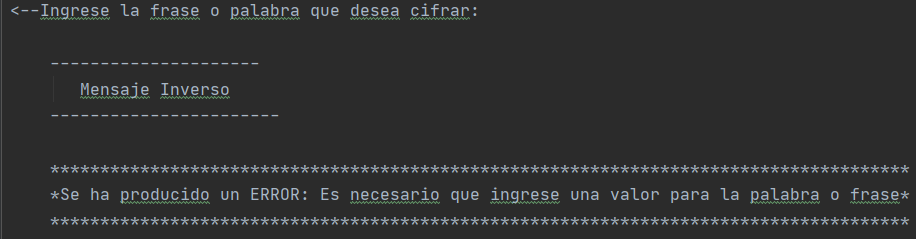 <--Ingrese la frase o palabra que desea cifrar:
---------------------
Mensaje Inverso
-----------------------
**************************************************************************************
*Se ha producido un ERROR: Es necesario que ingrese una valor para la palabra o frase*
**************************************************************************************